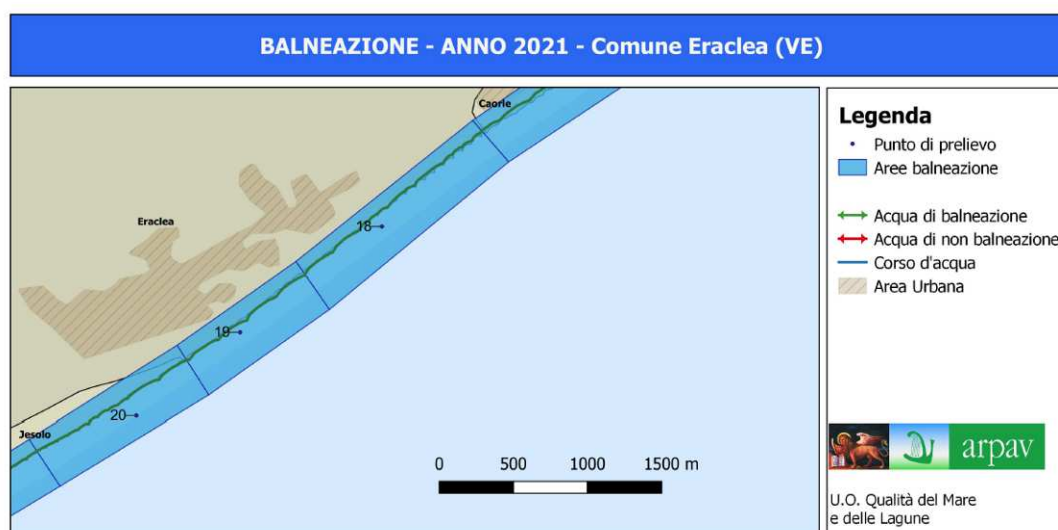 BALNEAZIONE - ANNO 2021 - Comune Eraclea (VE)
Caorle
Eraclea
18
19
20
Jesolo
0 500 1000 1500 m
Legenda
Punto di prelievo
Aree balneazione
Acqua di balneazione
Acqua di non balneazione
Corso d'acqua
Area Urbana
arpav
U.O. Qualità del Mare
e delle Lagune